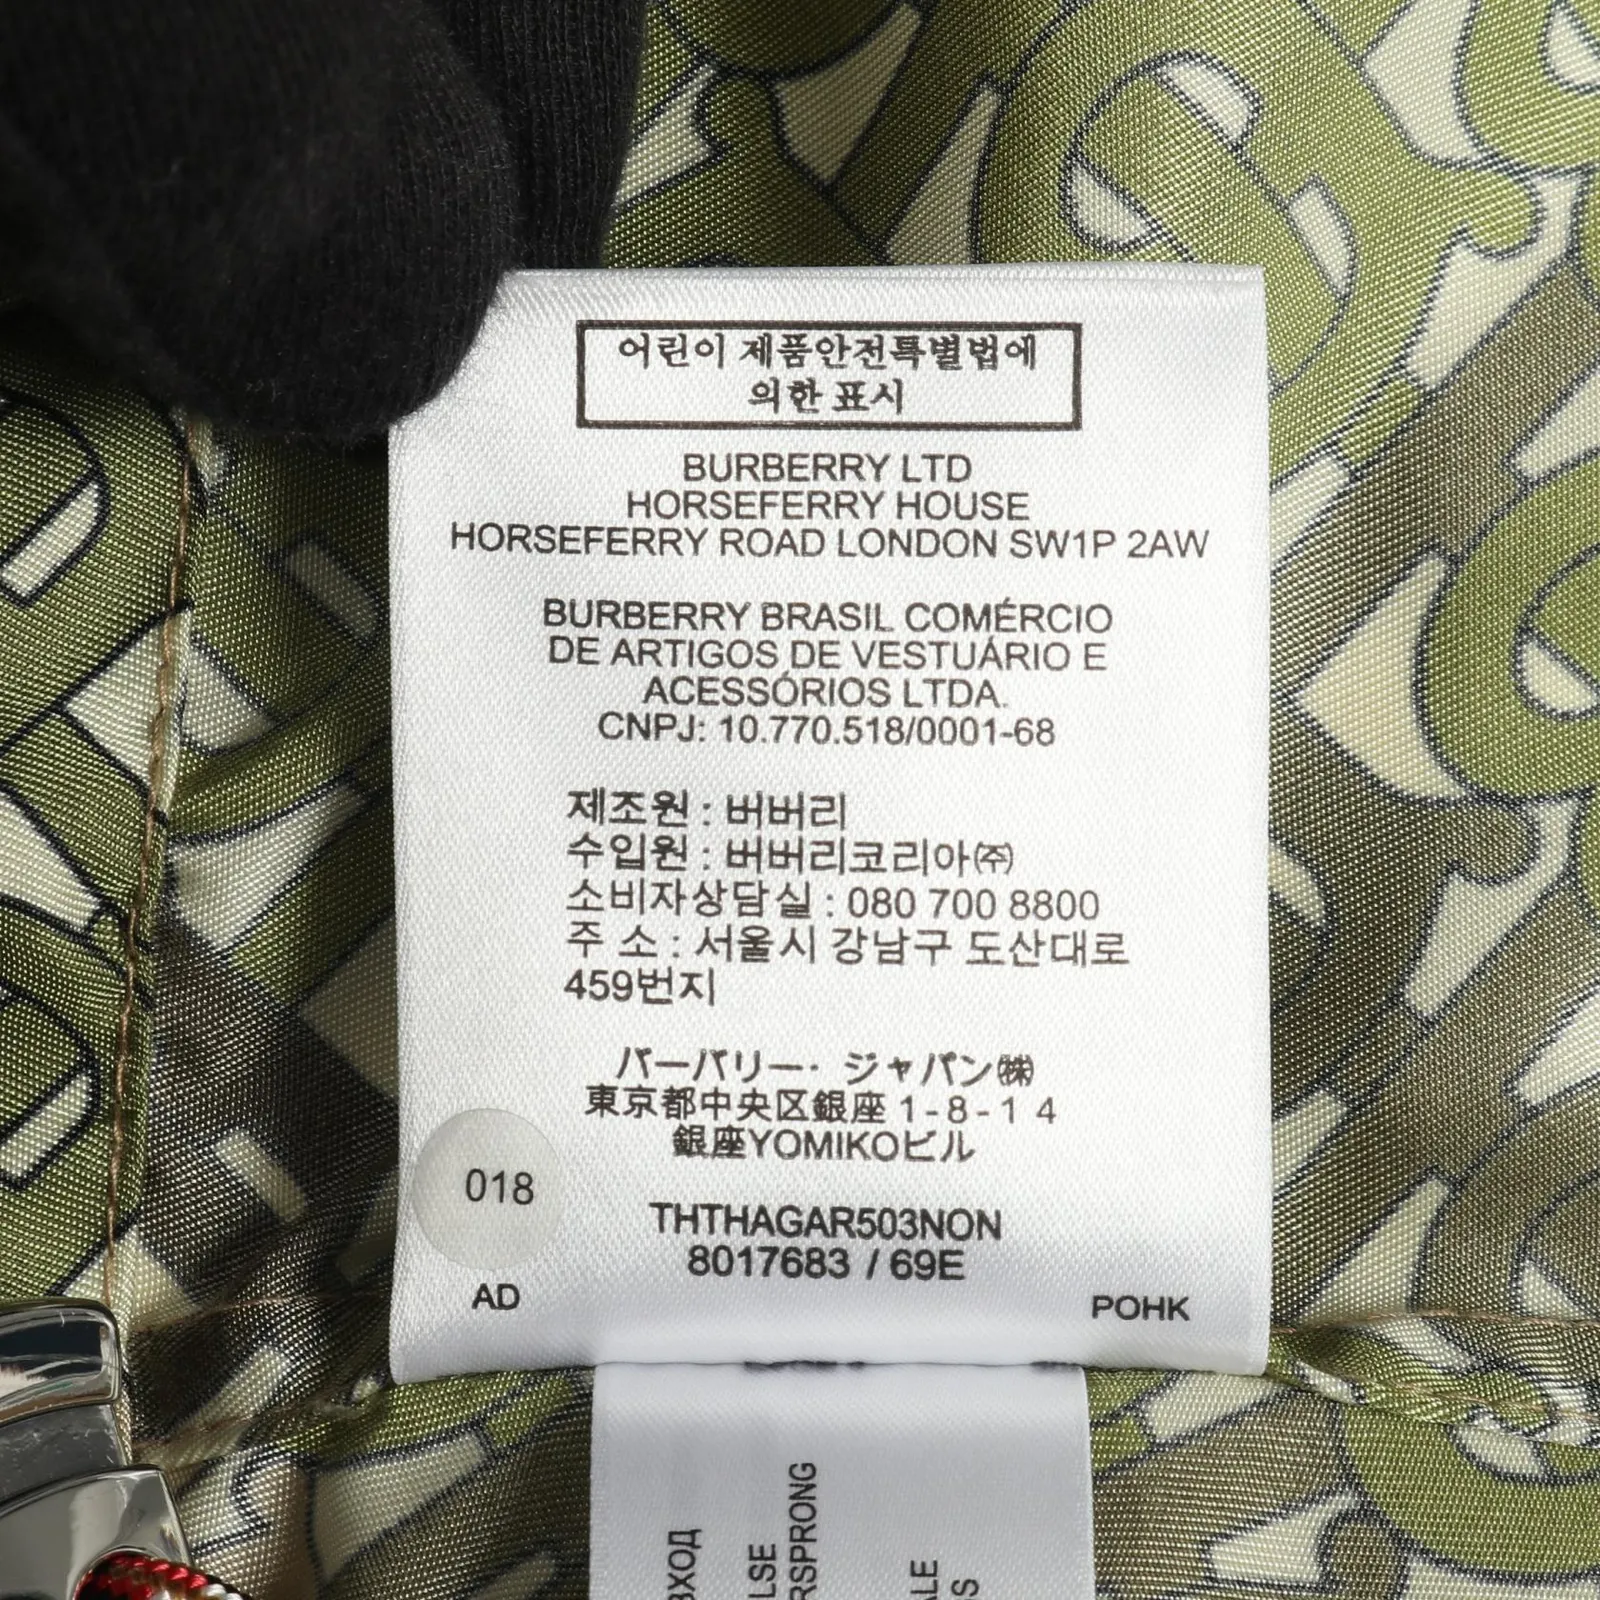 어린이 제품안전특별법에
의한 표시
BURBERRY LTD
HORSEFERRY HOUSE
HORSEFERRY ROAD LONDON SW1P 2AW
BURBERRY BRASIL COMÉRCIO
DE ARTIGOS DE VESTUÁRIO E
ACESSÓRIOS LTDA.
CNPJ: 10.770.518/0001-68
제조원 : 버버리
수입원 : 버버리코리아㈜
소비자상담실 : 080 700 8800
주 소 : 서울시 강남구 도산대로
459번지
バーバリー・ジャパン㈱
東京都中央区銀座 1-8-14
銀座YOMIKOビル
018
THTHAGAR503NON
8017683 / 69E
AD
POHK